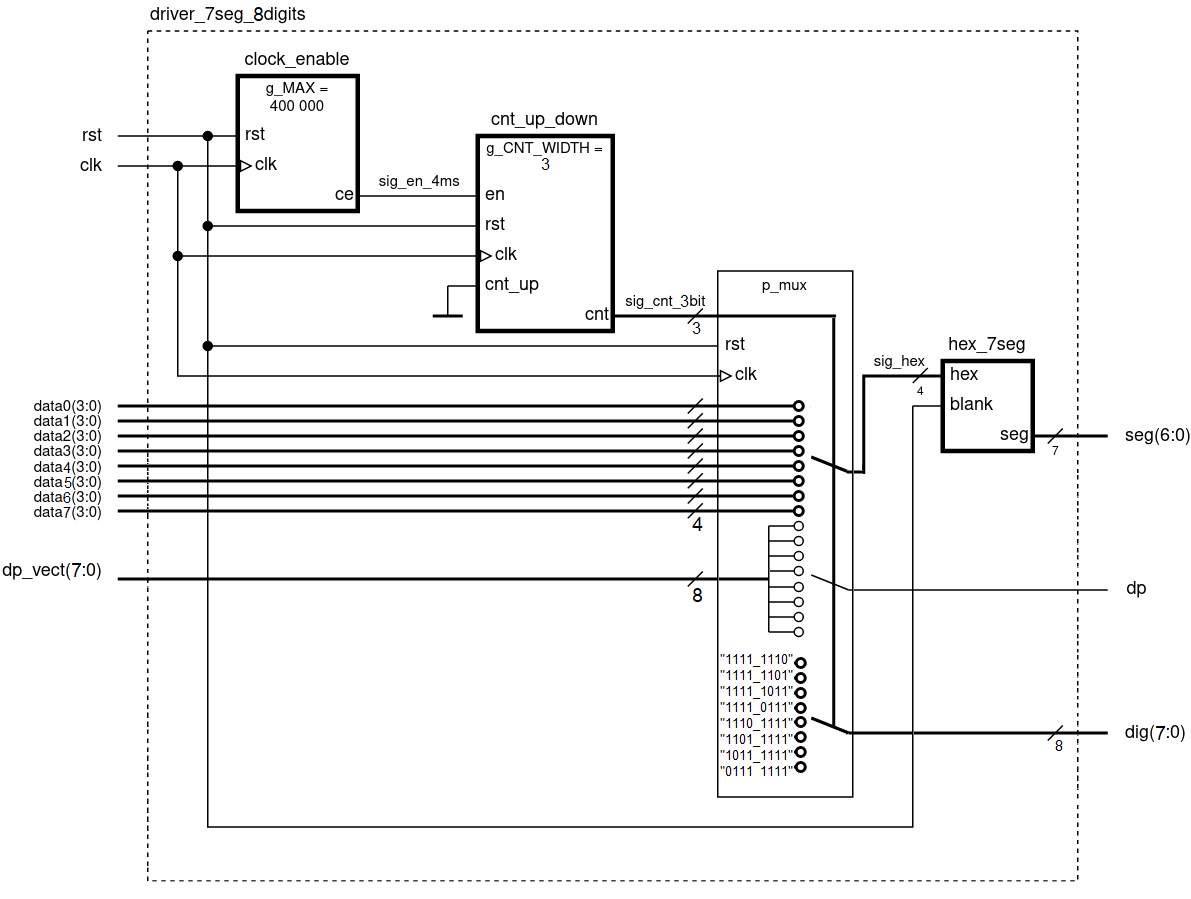 driver_7seg_8digits
clock_enable
g_MAX =
400 000
rst
rst
clk
clk
ce
sig_en_4ms
cnt_up_down
g_CNT_WIDTH =
3
en
rst
clk
cnt_up
cnt
sig_cnt_3bit
3
p_mux
rst
clk
hex_7seg
sig_hex
4
hex
blank
seg
7
seg(6:0)
data0(3:0)
data1(3:0)
data2(3:0)
data3(3:0)
data4(3:0)
data5(3:0)
data6(3:0)
data7(3:0)
4
dp_vect(7:0)
8
dp
"1111_1110"
"1111_1101"
"1111_1011"
"1111_0111"
"1110_1111"
"1101_1111"
"1011_1111"
"0111_1111"
dig(7:0)
8